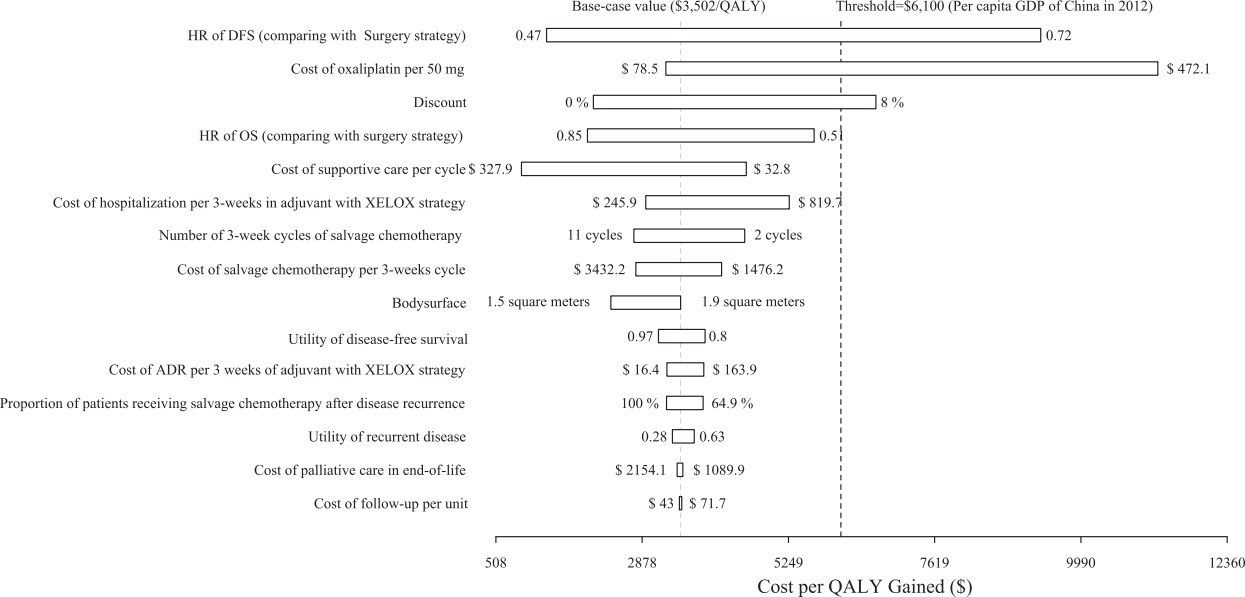 Base-case value ($3,502/QALY) Threshold=$6,100 (Per capita GDP of China in 2012)
HR of DFS (comparing with Surgery strategy) 0.47 0.72
Cost of oxaliplatin per 50 mg $ 78.5 $ 472.1
Discount 0 % 8 %
HR of OS (comparing with surgery strategy) 0.85 0.51
Cost of supportive care per cycle $ 327.9 $ 32.8
Cost of hospitalization per 3-weeks in adjuvant with XELOX strategy $ 245.9 $ 819.7
Number of 3-week cycles of salvage chemotherapy 11 cycles 2 cycles
Cost of salvage chemotherapy per 3-weeks cycle $ 3432.2 $ 1476.2
Bodysurface 1.5 square meters 1.9 square meters
Utility of disease-free survival 0.97 0.8
Cost of ADR per 3 weeks of adjuvant with XELOX strategy $ 16.4 $ 163.9
Proportion of patients receiving salvage chemotherapy after disease recurrence 100 % 64.9 %
Utility of recurrent disease 0.28 0.63
Cost of palliative care in end-of-life $ 2154.1 $ 1089.9
Cost of follow-up per unit $ 43 $ 71.7
508 2878 5249 7619 9990 12360
Cost per QALY Gained ($)